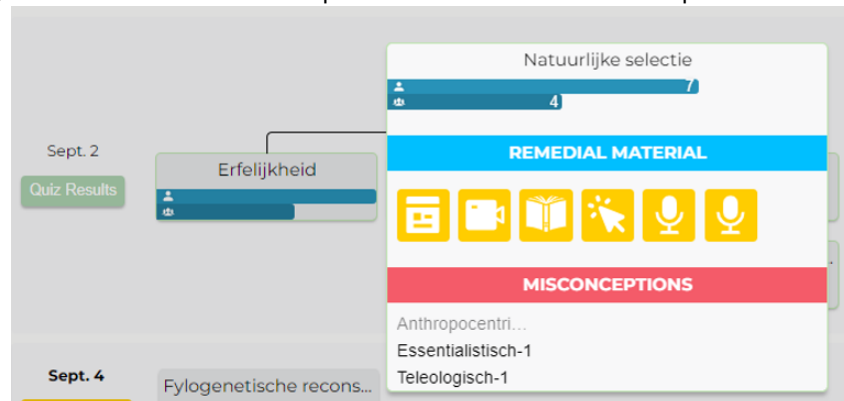 Natuurlijke selectie
7
4
Sept. 2
Quiz Results
Erfelijkheid
REMEDIAL MATERIAL
MISCONCEPTIONS
Anthropocentri...
Essentialistisch-1
Teleologisch-1
Sept. 4
Fylogenetische recons...